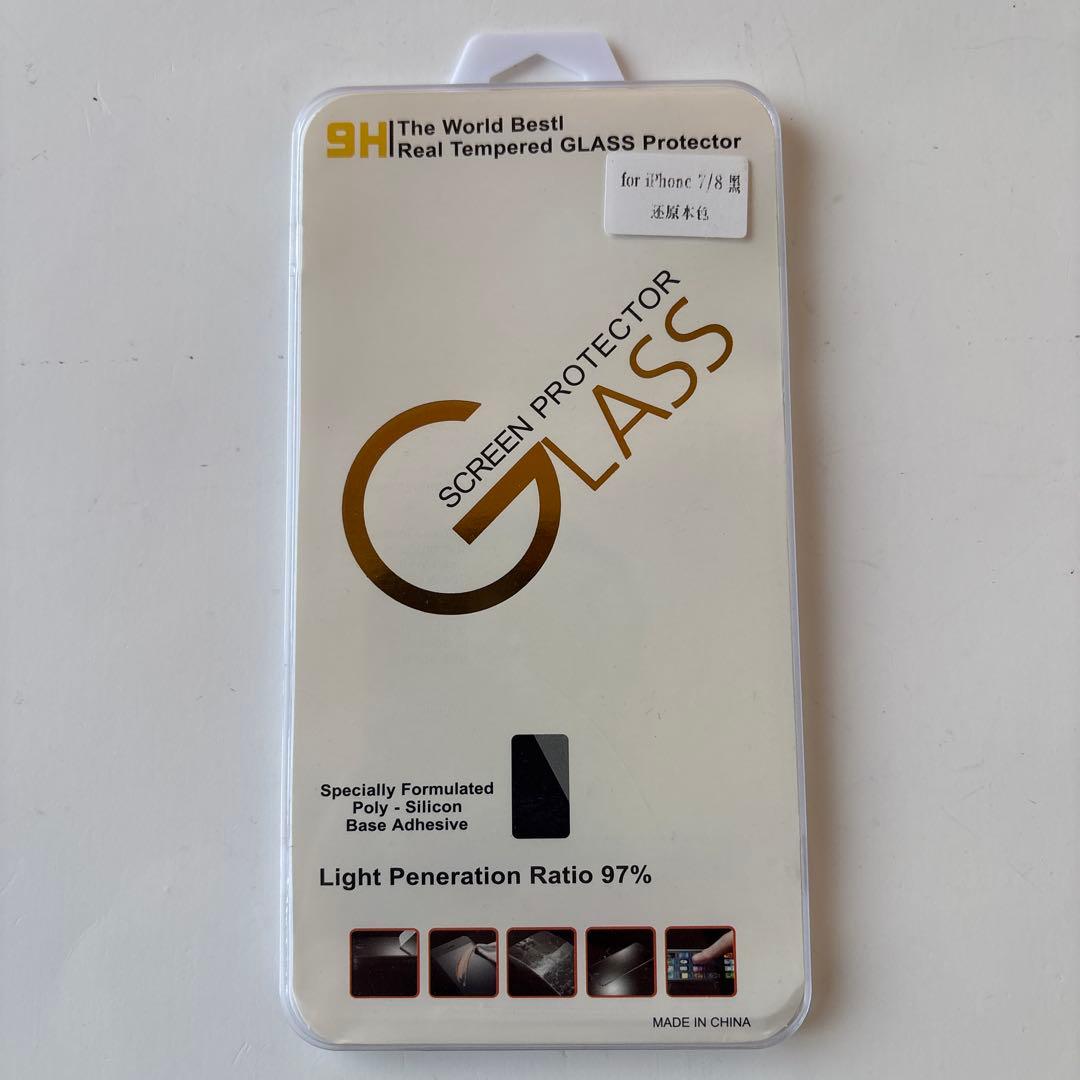 9H
The World Bestl
Real Tempered GLASS Protector
for iPhone 7/8 黑
还原本色
SCREEN PROTECTOR
GLASS
Specially Formulated
Poly - Silicon
Base Adhesive
Light Peneration Ratio 97%
MADE IN CHINA